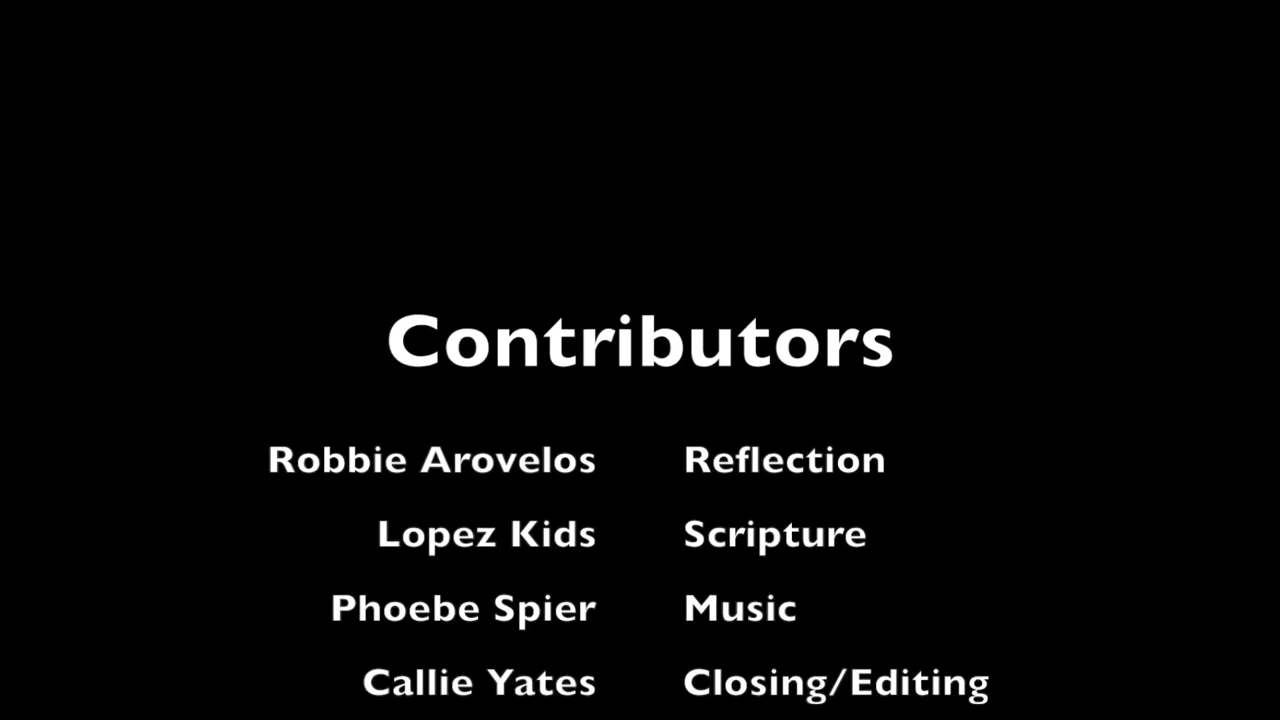 Contributors
Robbie Arovelos Reflection
Lopez Kids Scripture
Phoebe Spier Music
Callie Yates Closing/Editing